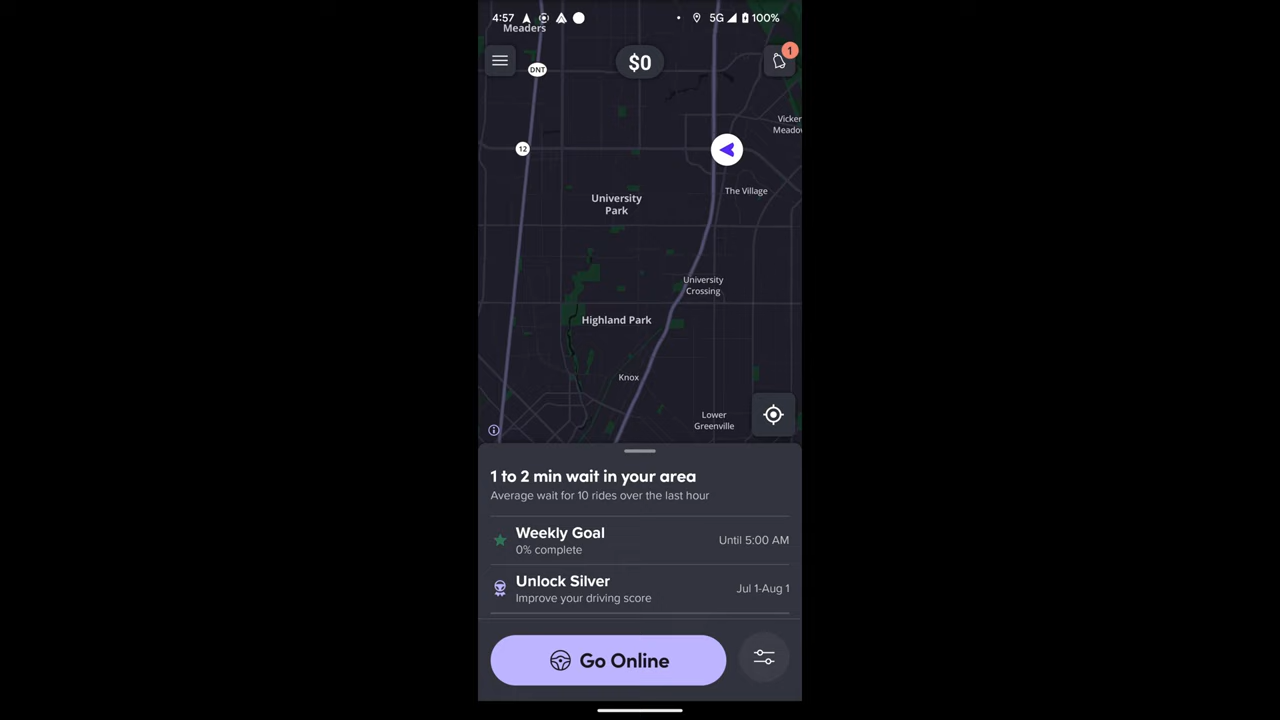 4:57
5G
100%
Meaders
DNT
$0
1
Vicker
Meadow
12
The Village
University
Park
University
Crossing
Highland Park
Knox
Lower
Greenville
1 to 2 min wait in your area
Average wait for 10 rides over the last hour
Weekly Goal
0% complete
Until 5:00 AM
Unlock Silver
Improve your driving score
Jul 1-Aug 1
Go Online